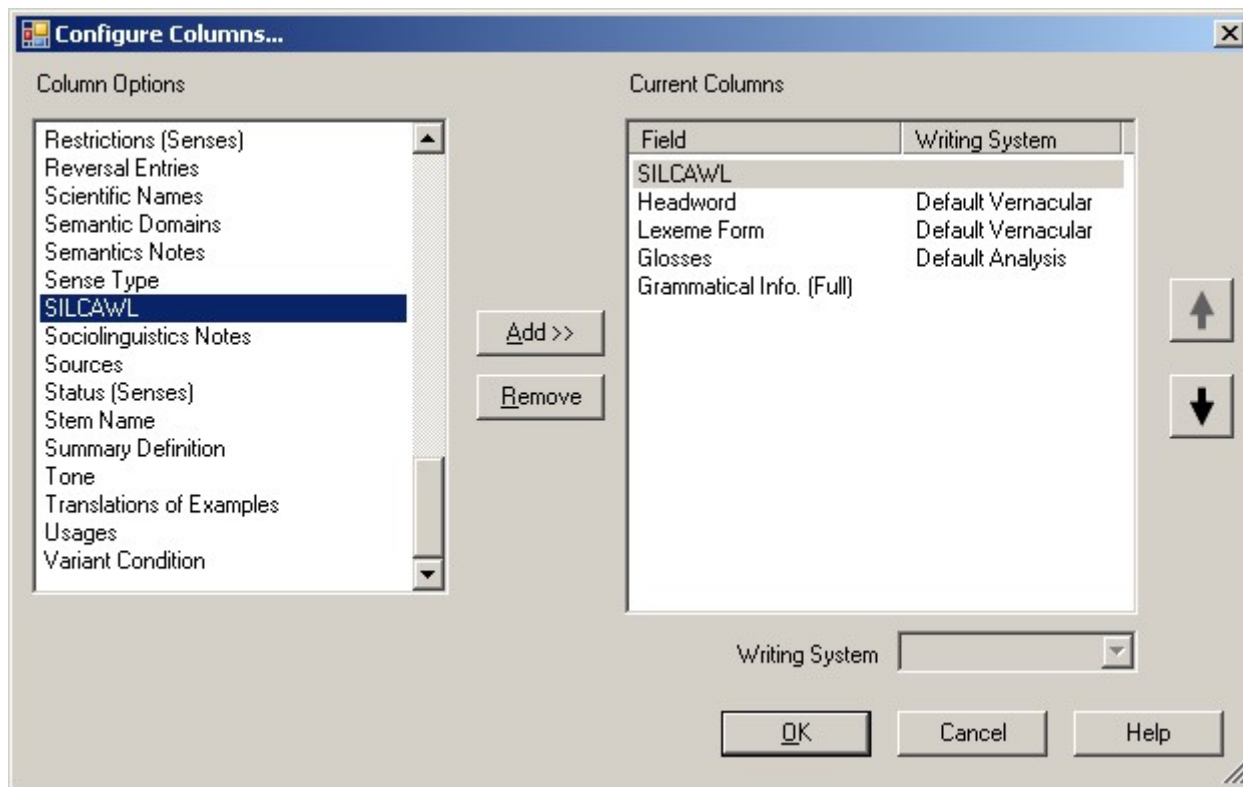 Configure Columns...
Column Options
Restrictions (Senses)
Reversal Entries
Scientific Names
Semantic Domains
Semantics Notes
Sense Type
SILCAWL
Sociolinguistics Notes
Sources
Status (Senses)
Stem Name
Summary Definition
Tone
Translations of Examples
Usages
Variant Condition
Add >>
Remove
Current Columns
Field Writing System
SILCAWL
Headword Default Vernacular
Lexeme Form Default Vernacular
Glosses Default Analysis
Grammatical Info. (Full)
Writing System
OK Cancel Help